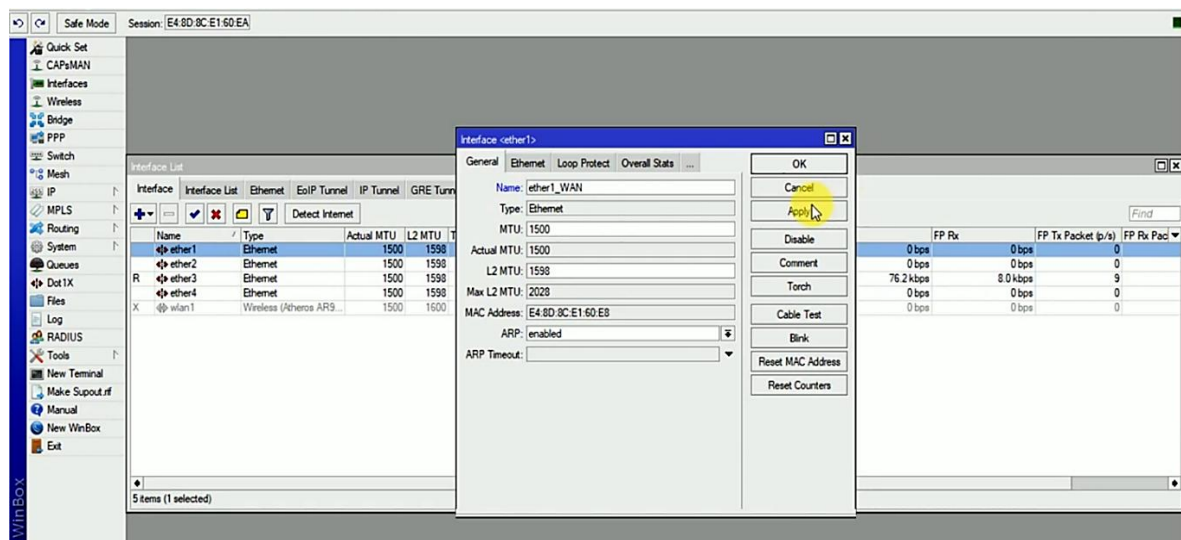 Safe Mode
Session: E4:8D:8C:E1:60:EA
Quick Set
CAPsMAN
Interfaces
Wireless
Bridge
PPP
Switch
Mesh
IP
MPLS
Routing
System
Queues
Dot1X
Files
Log
RADIUS
Tools
New Terminal
Make Supout.rif
Manual
New WinBox
Exit
WinBox
Interface List
Interface Interface List Ethernet EoIP Tunnel IP Tunnel GRE Tunn
Detect Internet
Find
Name / Type Actual MTU L2 MTU T FP Rx FP Tx Packet (p/s) FP Rx Pac
ether1 Ethernet 1500 1598 0 bps 0 bps 0
ether2 Ethernet 1500 1598 0 bps 0 bps 0
R ether3 Ethernet 1500 1598 76.2 kbps 8.0 kbps 9
ether4 Ethernet 1500 1598 0 bps 0 bps 0
X wlan1 Wireless (Atheros AR9... 1500 1600 0 bps 0 bps 0
5 items (1 selected)
Interface <ether1>
General Ethernet Loop Protect Overall Stats ...
Name: ether1_WAN
Type: Ethernet
MTU: 1500
Actual MTU: 1500
L2 MTU: 1598
Max L2 MTU: 2028
MAC Address: E4:8D:8C:E1:60:E8
ARP: enabled
ARP Timeout:
OK
Cancel
Apply
Disable
Comment
Torch
Cable Test
Blink
Reset MAC Address
Reset Counters